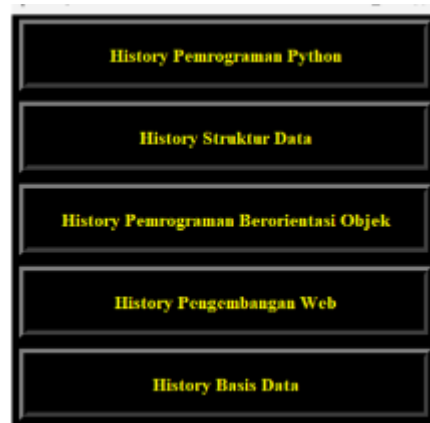 History Pemrograman Python
History Struktur Data
History Pemrograman Berorientasi Objek
History Pengembangan Web
History Basis Data